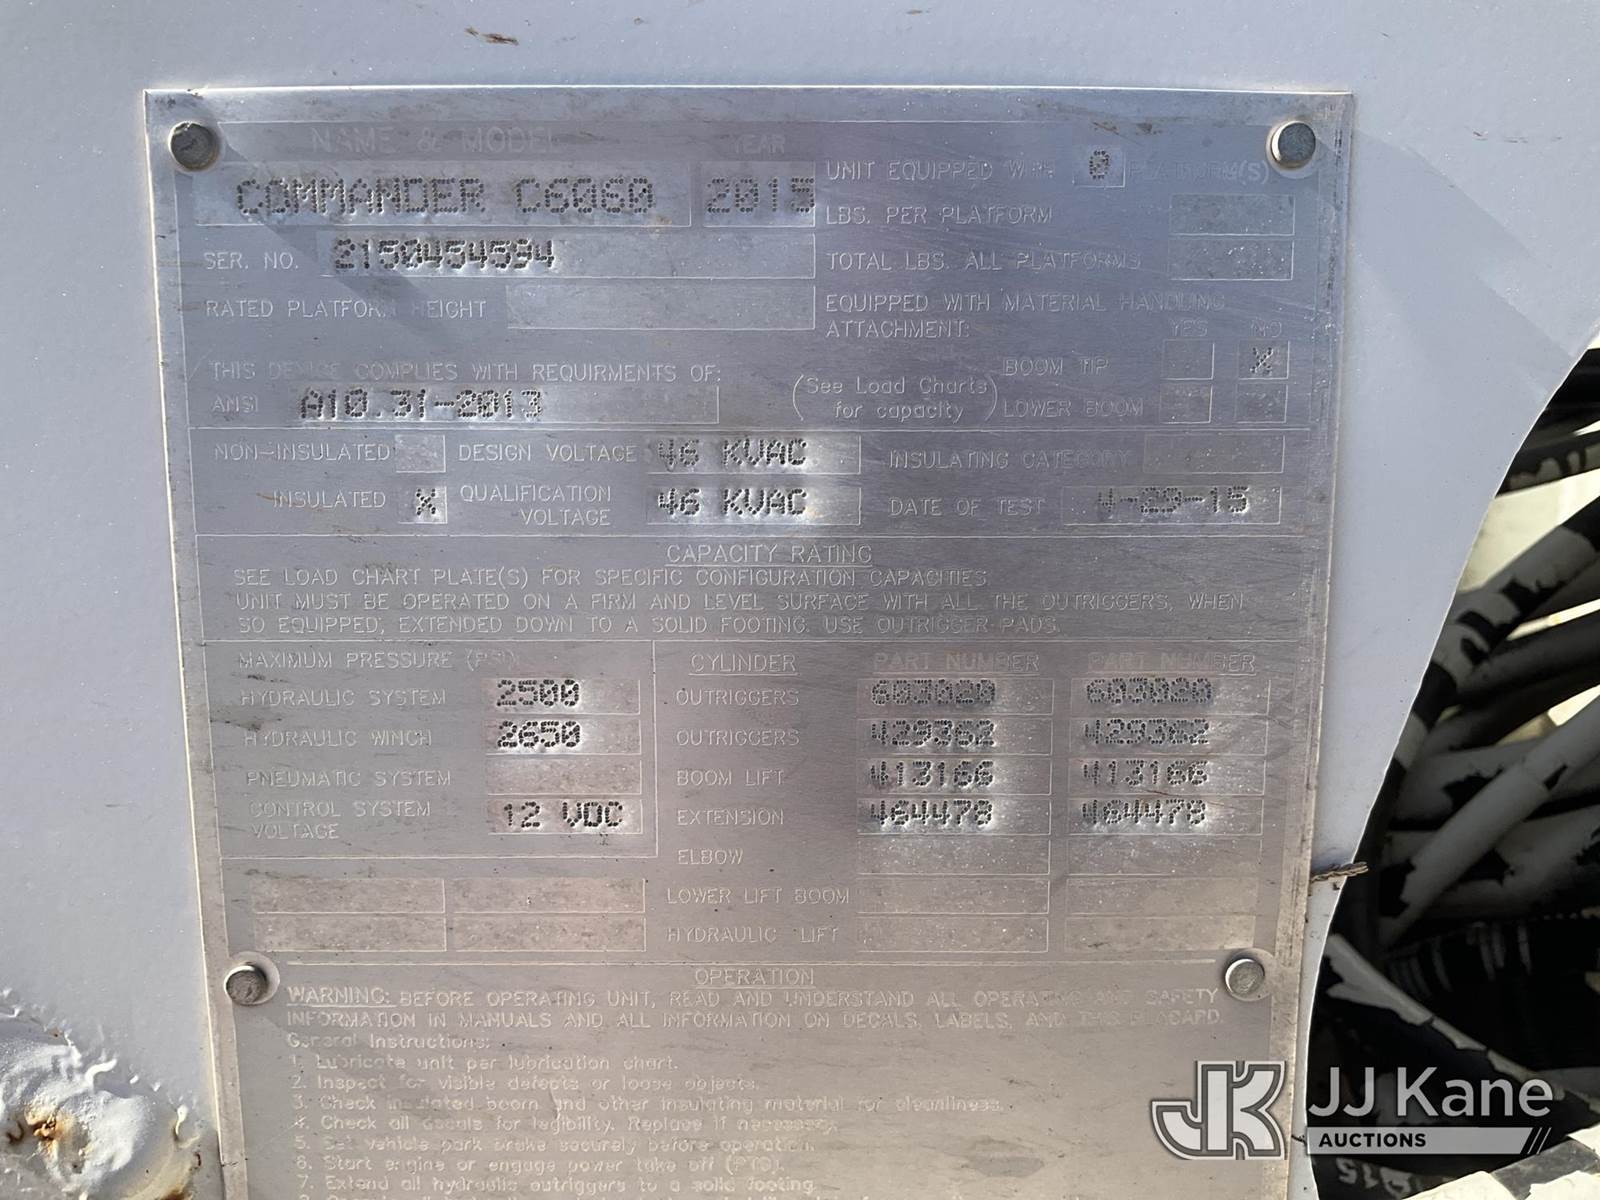 NAME & MODEL YEAR
COMMANDER C6060 2015
SER. NO. 2150454594
RATED PLATFORM HEIGHT
UNIT EQUIPPED WITH 0 PLATFORM(S)
LBS. PER PLATFORM
TOTAL LBS. ALL PLATFORMS
EQUIPPED WITH MATERIAL HANDLING
ATTACHMENT: YES NO
THIS DEVICE COMPLIES WITH REQUIRMENTS OF:
ANSI A10.31-2013
(See Load Charts
for capacity)
BOOM TIP X
LOWER BOOM
NON-INSULATED DESIGN VOLTAGE 46 KVAC INSULATING CATEGORY
INSULATED X QUALIFICATION VOLTAGE 46 KVAC DATE OF TEST 4-29-15
CAPACITY RATING
SEE LOAD CHART PLATE(S) FOR SPECIFIC CONFIGURATION CAPACITIES
UNIT MUST BE OPERATED ON A FIRM AND LEVEL SURFACE WITH ALL THE OUTRIGGERS, WHEN
SO EQUIPPED, EXTENDED DOWN TO A SOLID FOOTING. USE OUTRIGGER PADS.
MAXIMUM PRESSURE (PSI)
HYDRAULIC SYSTEM 2500
HYDRAULIC WINCH 2650
PNEUMATIC SYSTEM
CONTROL SYSTEM
VOLTAGE 12 VDC
CYLINDER PART NUMBER PART NUMBER
OUTRIGGERS 603020 603020
OUTRIGGERS 429362 429362
BOOM LIFT 413166 413166
EXTENSION 464478 464478
ELBOW
LOWER LIFT BOOM
HYDRAULIC LIFT
OPERATION
WARNING: BEFORE OPERATING UNIT, READ AND UNDERSTAND ALL OPERATING AND SAFETY
INFORMATION IN MANUALS AND ALL INFORMATION ON DECALS, LABELS, AND THIS PLACARD.
General Instructions:
1. Lubricate unit per lubrication chart.
2. Inspect for visible defects or loose objects.
3. Check insulated boom and other insulating material for cleanliness.
4. Check all decals for legibility. Replace if necessary.
5. Set vehicle park brake securely before operation.
6. Start engine or engage power take off (PTO).
7. Extend all hydraulic outriggers to a solid footing.
JK JJ Kane
AUCTIONS